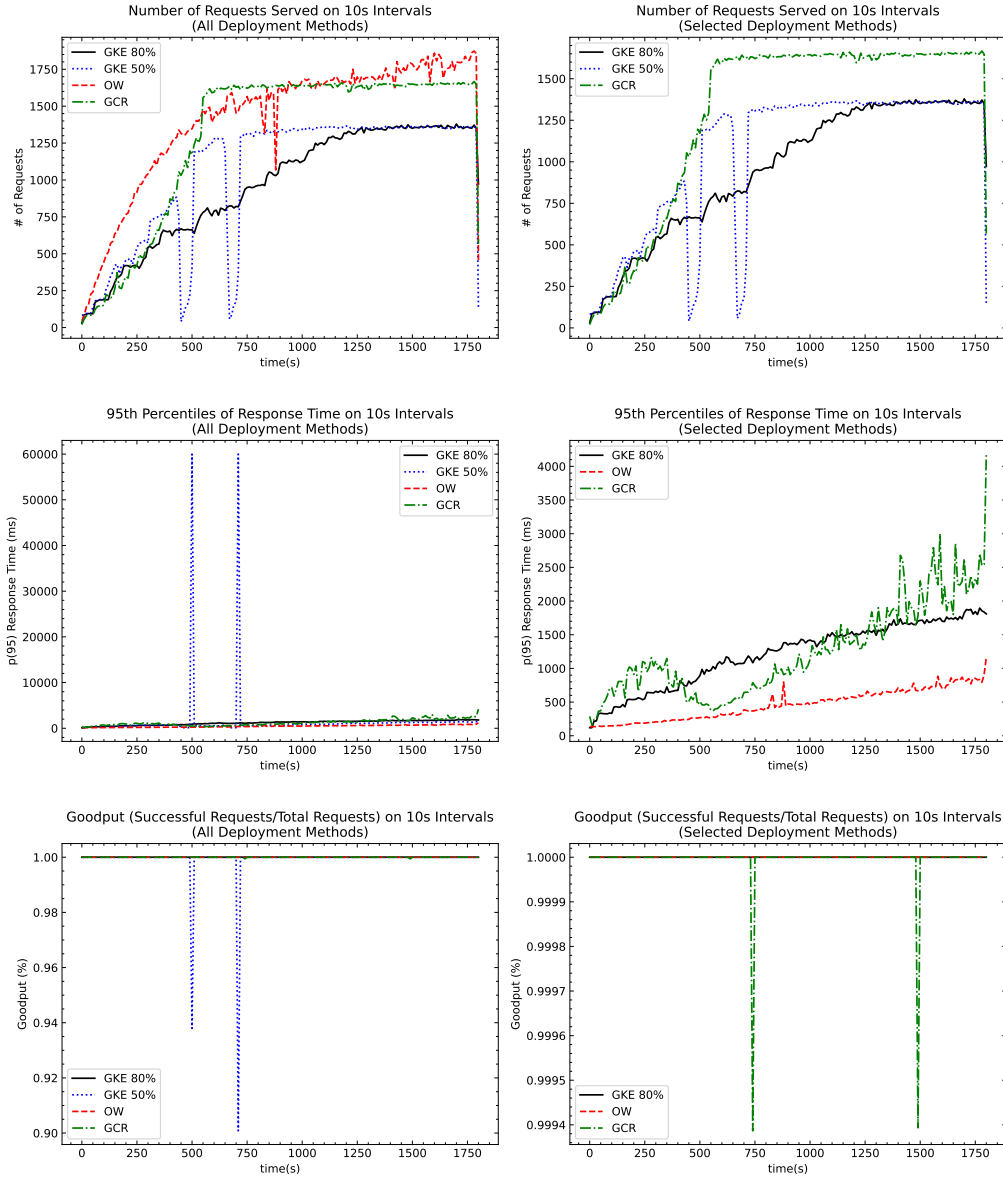 Number of Requests Served on 10s Intervals
(All Deployment Methods)
GKE 80%
GKE 50%
OW
GCR
# of Requests
0
250
500
750
1000
1250
1500
1750
0
250
500
750
1000
1250
1500
1750
time(s)
Number of Requests Served on 10s Intervals
(Selected Deployment Methods)
GKE 80%
GKE 50%
GCR
# of Requests
0
250
500
750
1000
1250
1500
0
250
500
750
1000
1250
1500
1750
time(s)
95th Percentiles of Response Time on 10s Intervals
(All Deployment Methods)
GKE 80%
GKE 50%
OW
GCR
p(95) Response Time (ms)
0
10000
20000
30000
40000
50000
60000
0
250
500
750
1000
1250
1500
1750
time(s)
95th Percentiles of Response Time on 10s Intervals
(Selected Deployment Methods)
GKE 80%
OW
GCR
p(95) Response Time (ms)
0
500
1000
1500
2000
2500
3000
3500
4000
0
250
500
750
1000
1250
1500
1750
time(s)
Goodput (Successful Requests/Total Requests) on 10s Intervals
(All Deployment Methods)
GKE 80%
GKE 50%
OW
GCR
Goodput (%)
0.90
0.92
0.94
0.96
0.98
1.00
0
250
500
750
1000
1250
1500
1750
time(s)
Goodput (Successful Requests/Total Requests) on 10s Intervals
(Selected Deployment Methods)
GKE 80%
OW
GCR
Goodput (%)
0.9994
0.9995
0.9996
0.9997
0.9998
0.9999
1.0000
0
250
500
750
1000
1250
1500
1750
time(s)